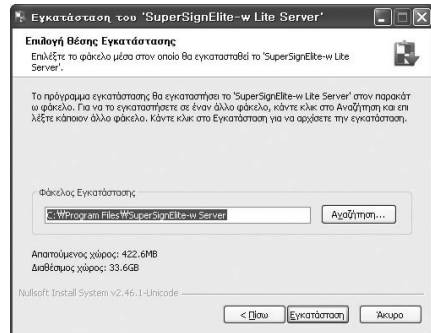 Εγκατάσταση του 'SuperSignElite-w Lite Server'
Επιλογή Θέσης Εγκατάστασης
Επιλέξτε το φάκελο μέσα στον οποίο θα εγκατασταθεί το 'SuperSignElite-w Lite
Server'.
Το πρόγραμμα εγκατάστασης θα εγκαταστήσει το 'SuperSignElite-w Lite Server' στον παρακάτ
ω φάκελο. Για να το εγκαταστήσετε σε έναν άλλο φάκελο, κάντε κλικ στο Αναζήτηση και επι
λέξτε κάποιον άλλο φάκελο. Κάντε κλικ στο Εγκατάσταση για να αρχίσετε την εγκατάσταση.
Φάκελος Εγκατάστασης
C:₩Program Files₩SuperSignElite-w Server
Αναζήτηση...
Απαιτούμενος χώρος: 422.6MB
Διαθέσιμος χώρος: 33.6GB
Nullsoft Install System v2.46.1-Unicode
< Πίσω Εγκατάσταση Άκυρο